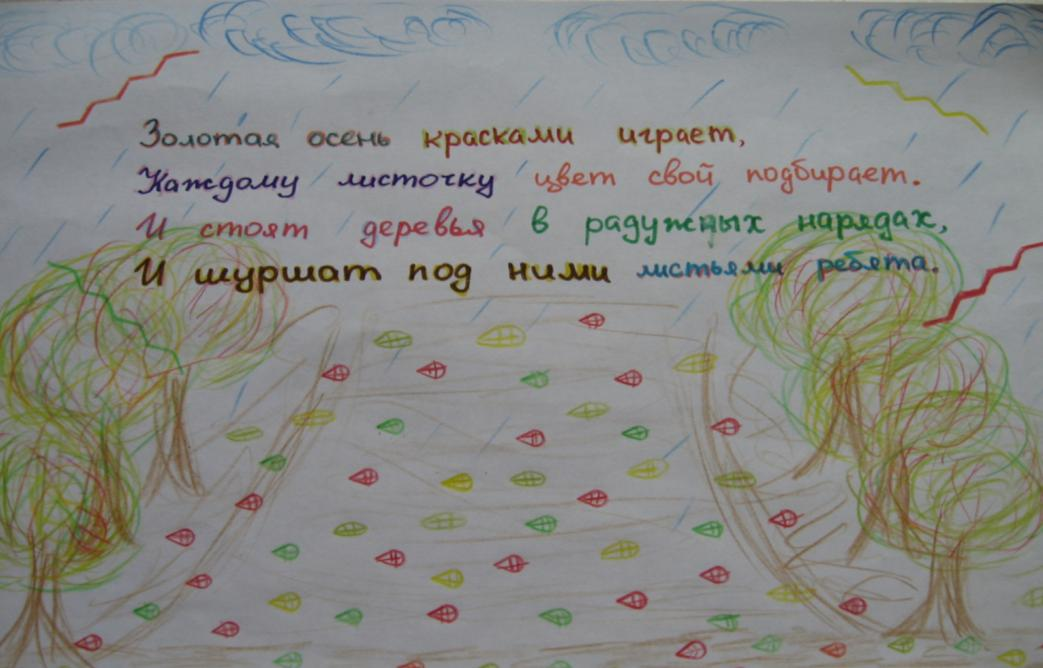 Золотая осень красками играет,
Каждому листочку цвет свой подбирает.
И стоят деревья в радужных нарядах,
И шуршат под ними листьями ребята.